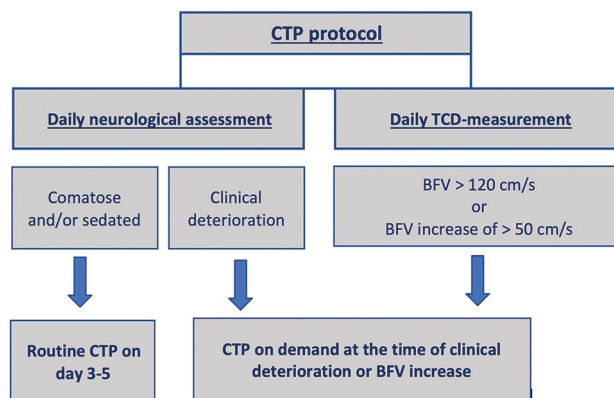 CTP protocol
Daily neurological assessment
Daily TCD-measurement
Comatose
and/or sedated
Clinical
deterioration
BFV > 120 cm/s
or
BFV increase of > 50 cm/s
Routine CTP on
day 3-5
CTP on demand at the time of clinical
deterioration or BFV increase